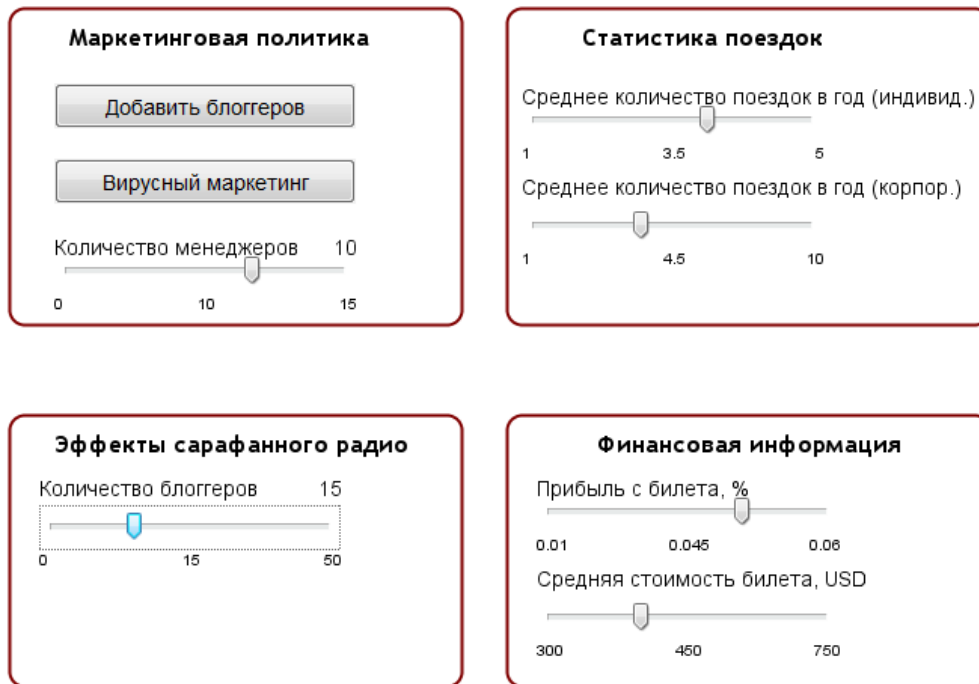 Маркетинговая политика
Добавить блоггеров
Вирусный маркетинг
Количество менеджеров 10
0 10 15
Статистика поездок
Среднее количество поездок в год (индивид.)
1 3.5 5
Среднее количество поездок в год (корпор.)
1 4.5 10
Эффекты сарафанного радио
Количество блоггеров 15
0 15 50
Финансовая информация
Прибыль с билета, %
0.01 0.045 0.06
Средняя стоимость билета, USD
300 450 750